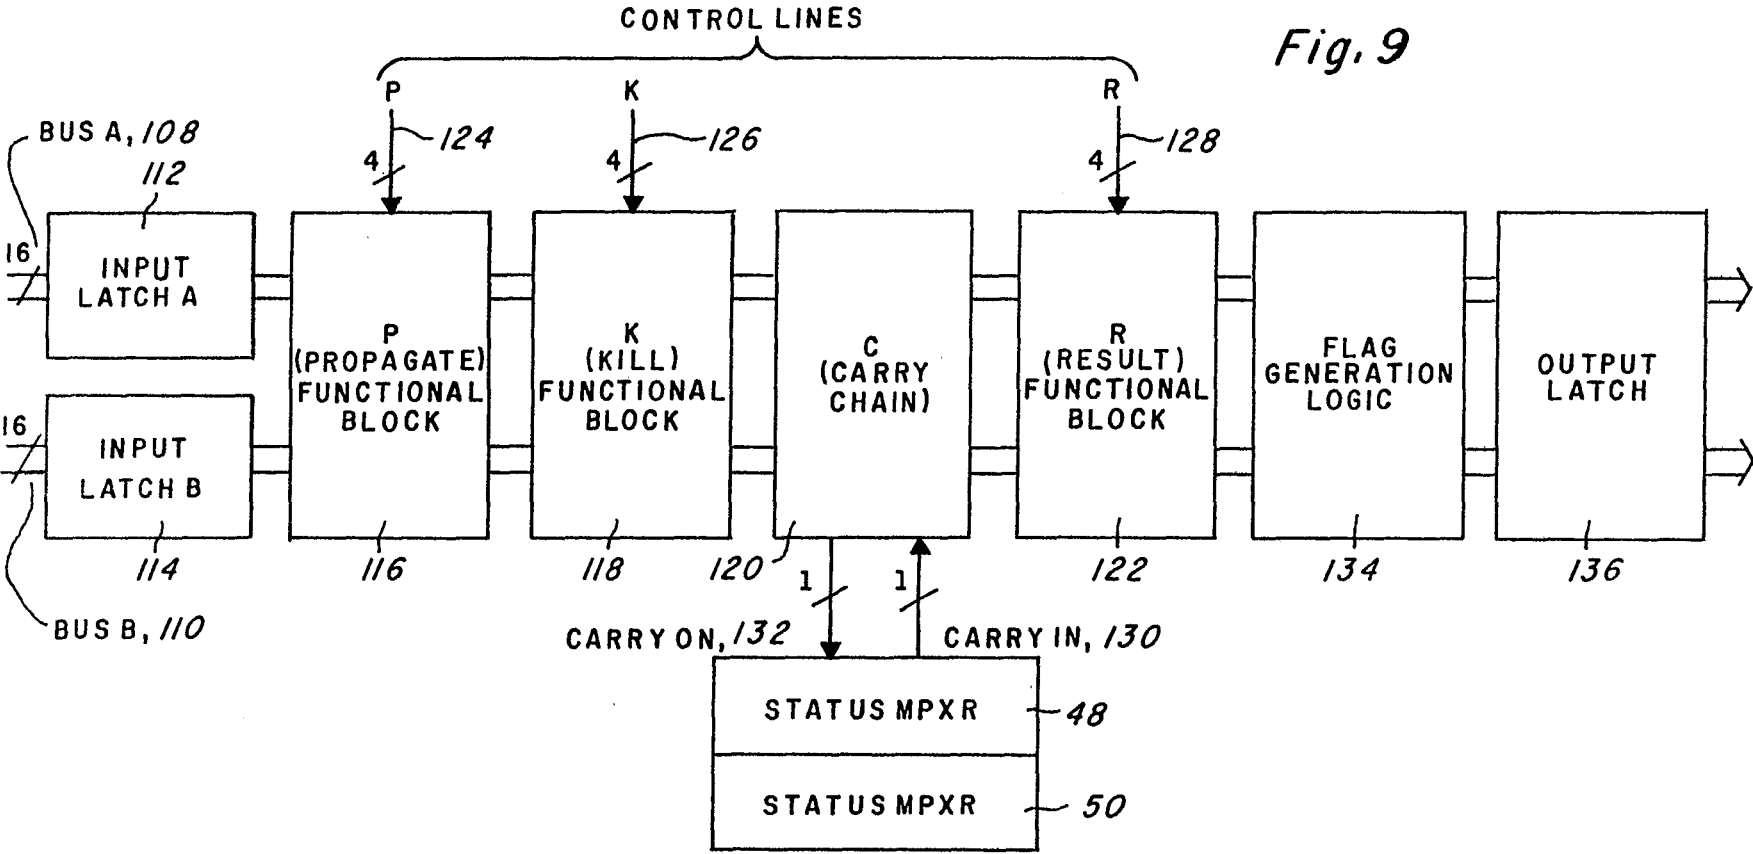 CONTROL LINES
Fig. 9
P
K
R
BUS A, 108
124
126
128
112
4
4
4
16
INPUT
LATCH A
P
(PROPAGATE)
FUNCTIONAL
BLOCK
K
(KILL)
FUNCTIONAL
BLOCK
C
(CARRY
CHAIN)
R
(RESULT)
FUNCTIONAL
BLOCK
FLAG
GENERATION
LOGIC
OUTPUT
LATCH
16
INPUT
LATCH B
114
116
118
120
1
1
122
134
136
BUS B, 110
CARRY ON, 132
CARRY IN, 130
STATUS MPXR
48
STATUS MPXR
50